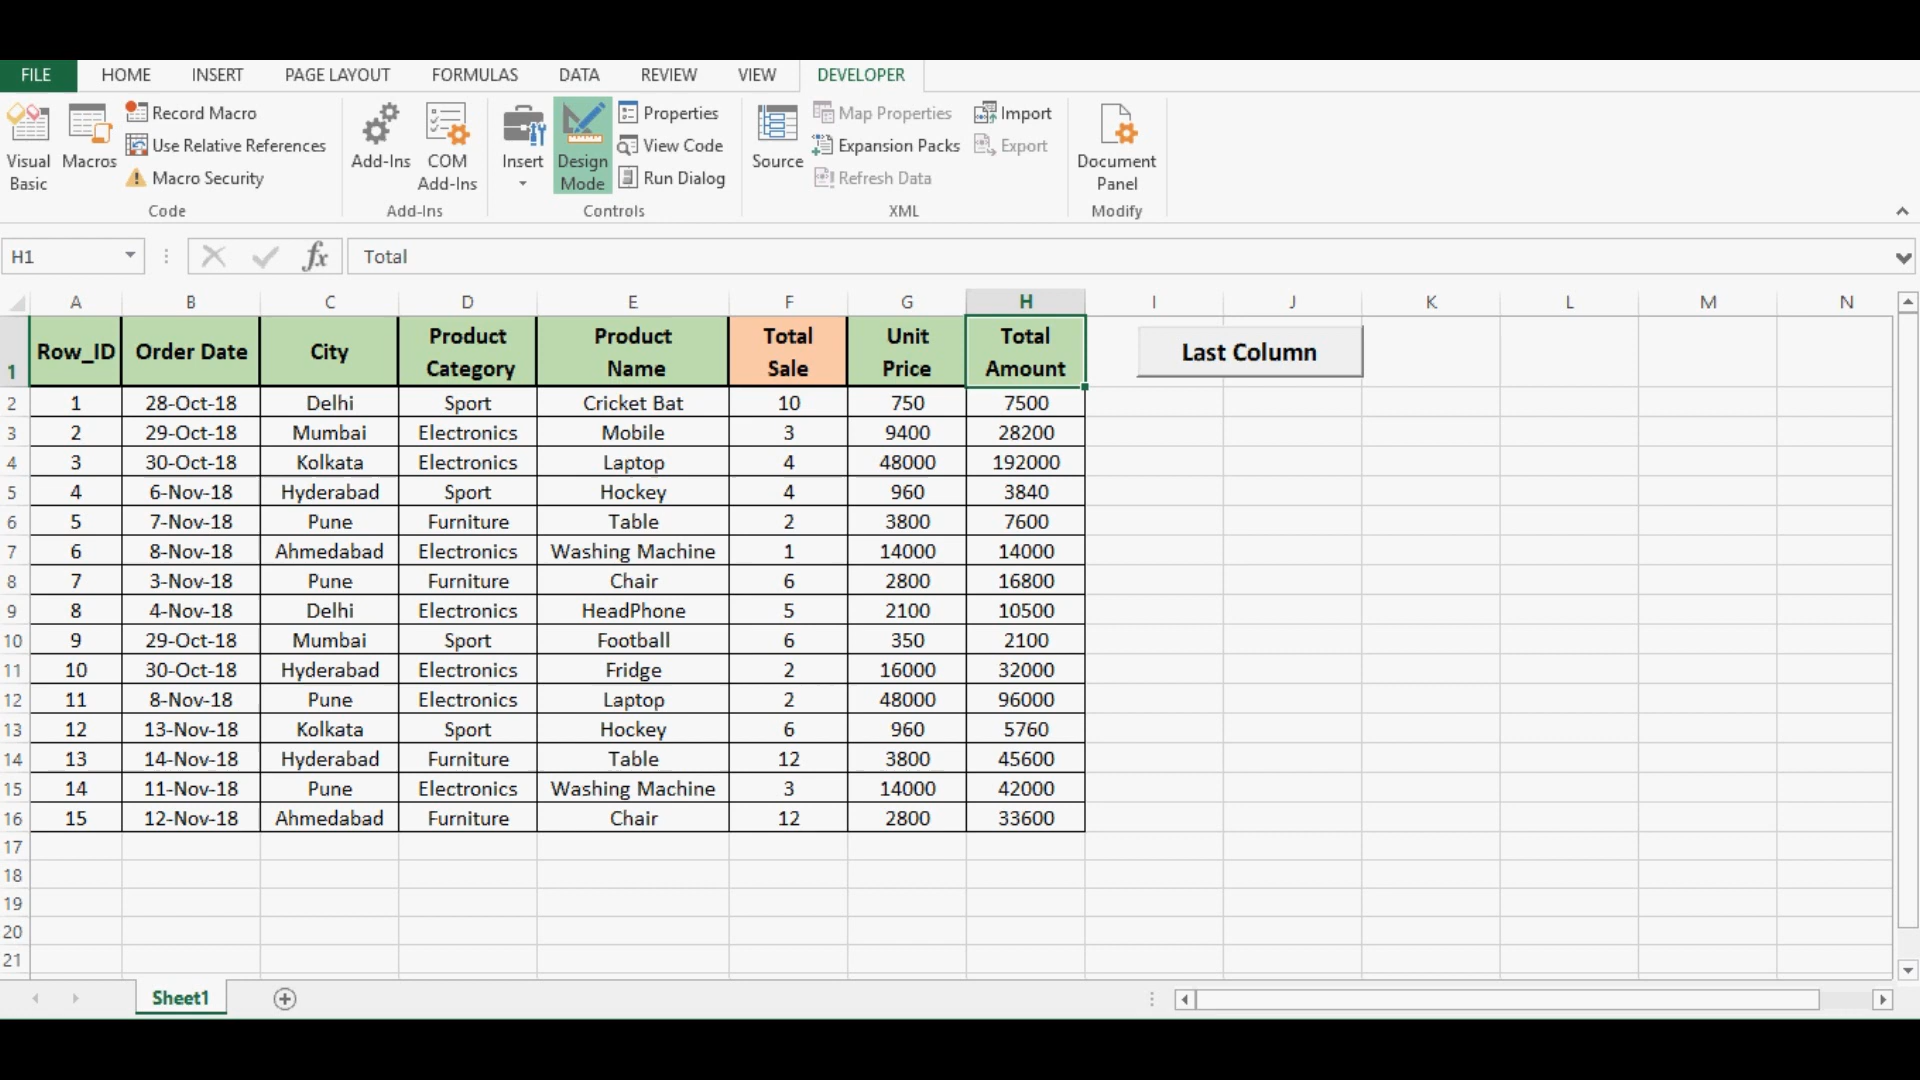 FILE HOME INSERT PAGE LAYOUT FORMULAS DATA REVIEW VIEW DEVELOPER
Visual Basic
Macros
Record Macro
Use Relative References
Macro Security
Code
Add-Ins
COM Add-Ins
Add-Ins
Insert
Design Mode
Properties
View Code
Run Dialog
Controls
Source
Map Properties
Expansion Packs
Refresh Data
Import
Export
XML
Document Panel
Modify
H1 fx Total
A B C D E F G H I J K L M N
1 Row_ID Order Date City Product Category Product Name Total Sale Unit Price Total Amount Last Column
2 1 28-Oct-18 Delhi Sport Cricket Bat 10 750 7500
3 2 29-Oct-18 Mumbai Electronics Mobile 3 9400 28200
4 3 30-Oct-18 Kolkata Electronics Laptop 4 48000 192000
5 4 6-Nov-18 Hyderabad Sport Hockey 4 960 3840
6 5 7-Nov-18 Pune Furniture Table 2 3800 7600
7 6 8-Nov-18 Ahmedabad Electronics Washing Machine 1 14000 14000
8 7 3-Nov-18 Pune Furniture Chair 6 2800 16800
9 8 4-Nov-18 Delhi Electronics HeadPhone 5 2100 10500
10 9 29-Oct-18 Mumbai Sport Football 6 350 2100
11 10 30-Oct-18 Hyderabad Electronics Fridge 2 16000 32000
12 11 8-Nov-18 Pune Electronics Laptop 2 48000 96000
13 12 13-Nov-18 Kolkata Sport Hockey 6 960 5760
14 13 14-Nov-18 Hyderabad Furniture Table 12 3800 45600
15 14 11-Nov-18 Pune Electronics Washing Machine 3 14000 42000
16 15 12-Nov-18 Ahmedabad Furniture Chair 12 2800 33600
17
18
19
20
21
Sheet1